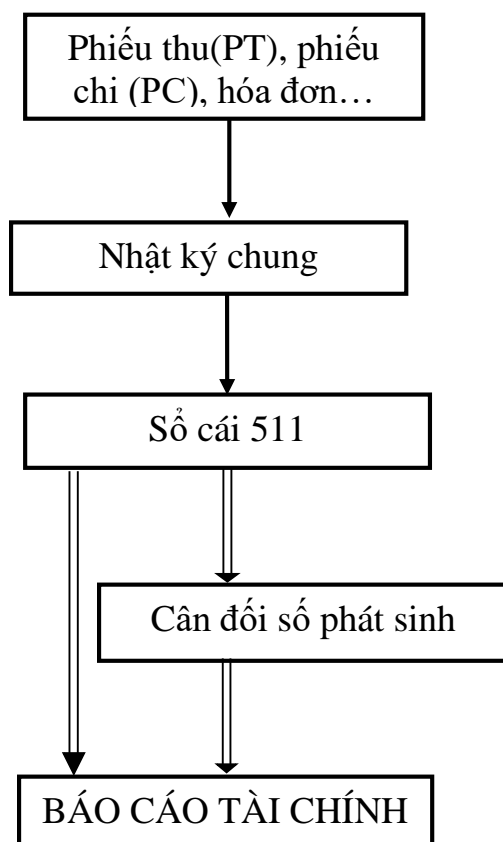 Phiếu thu(PT), phiếu
chi (PC), hóa đơn…
Nhật ký chung
Sổ cái 511
Cân đối số phát sinh
BÁO CÁO TÀI CHÍNH